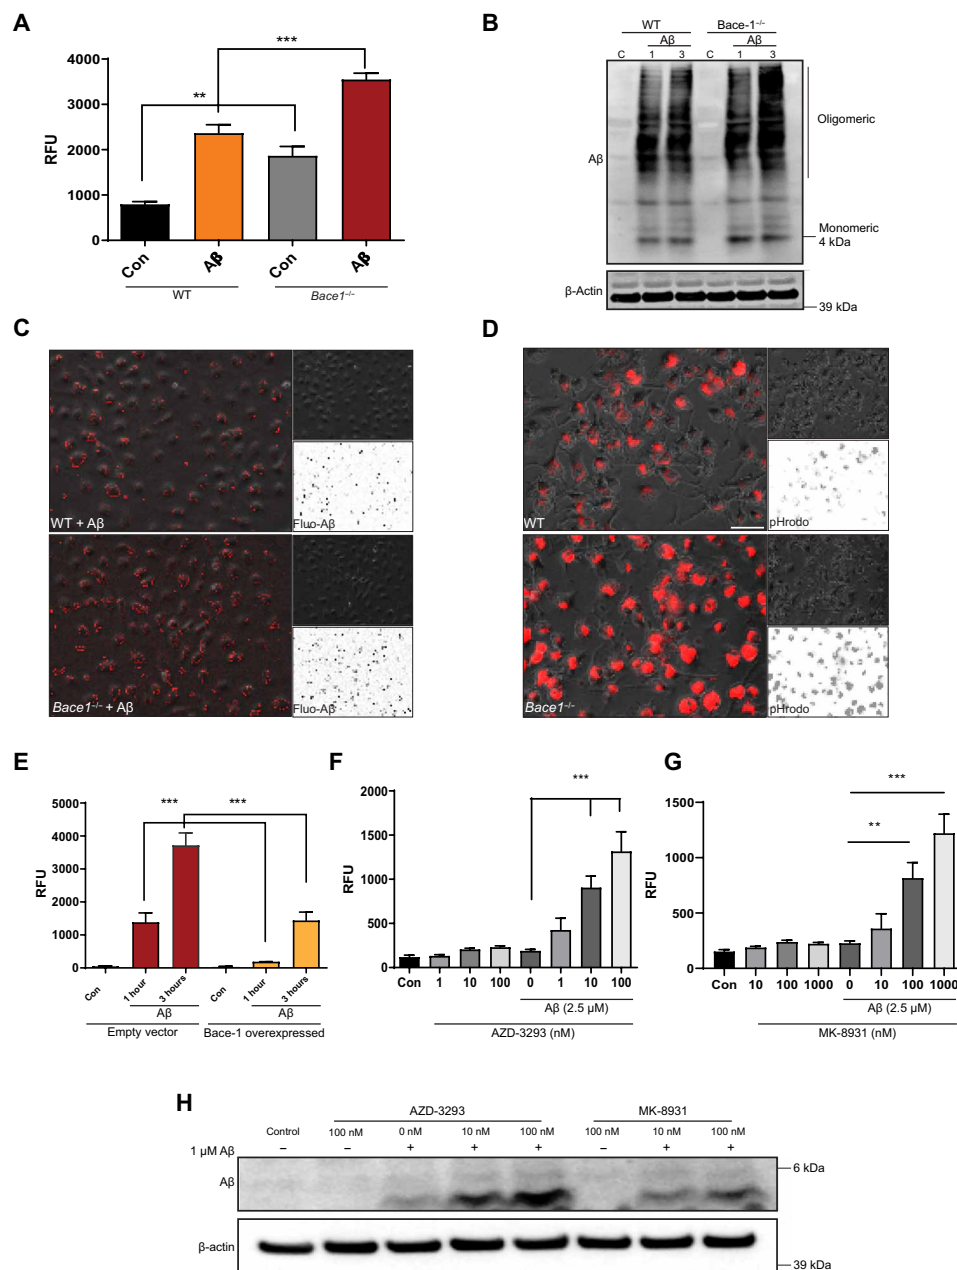 A
4000
3000
2000
1000
0
RFU
***
**
Con
Aβ
Con
Aβ
WT
Bace1–/–
B
WT
Bace-1–/–
Aβ
Aβ
C
1
3
C
1
3
Aβ
Oligomeric
Monomeric
4 kDa
β-Actin
39 kDa
C
WT + Aβ
Fluo-Aβ
Bace1–/– + Aβ
Fluo-Aβ
D
WT
pHrodo
Bace1–/–
pHrodo
E
5000
4000
3000
2000
1000
0
RFU
***
***
Con
1 hour
3 hours
Con
1 hour
3 hours
Aβ
Aβ
Empty vector
Bace-1 overexpressed
F
2000
1500
1000
500
0
RFU
***
Con
1
10
100
0
1
10
100
Aβ (2.5 μM)
AZD-3293 (nM)
G
1500
1000
500
0
RFU
***
**
Con
10
100
1000
0
10
100
1000
Aβ (2.5 μM)
MK-8931 (nM)
H
AZD-3293
MK-8931
Control
100 nM
0 nM
10 nM
100 nM
100 nM
10 nM
100 nM
1 μM Aβ
–
–
+
+
+
–
+
+
Aβ
6 kDa
β-actin
39 kDa